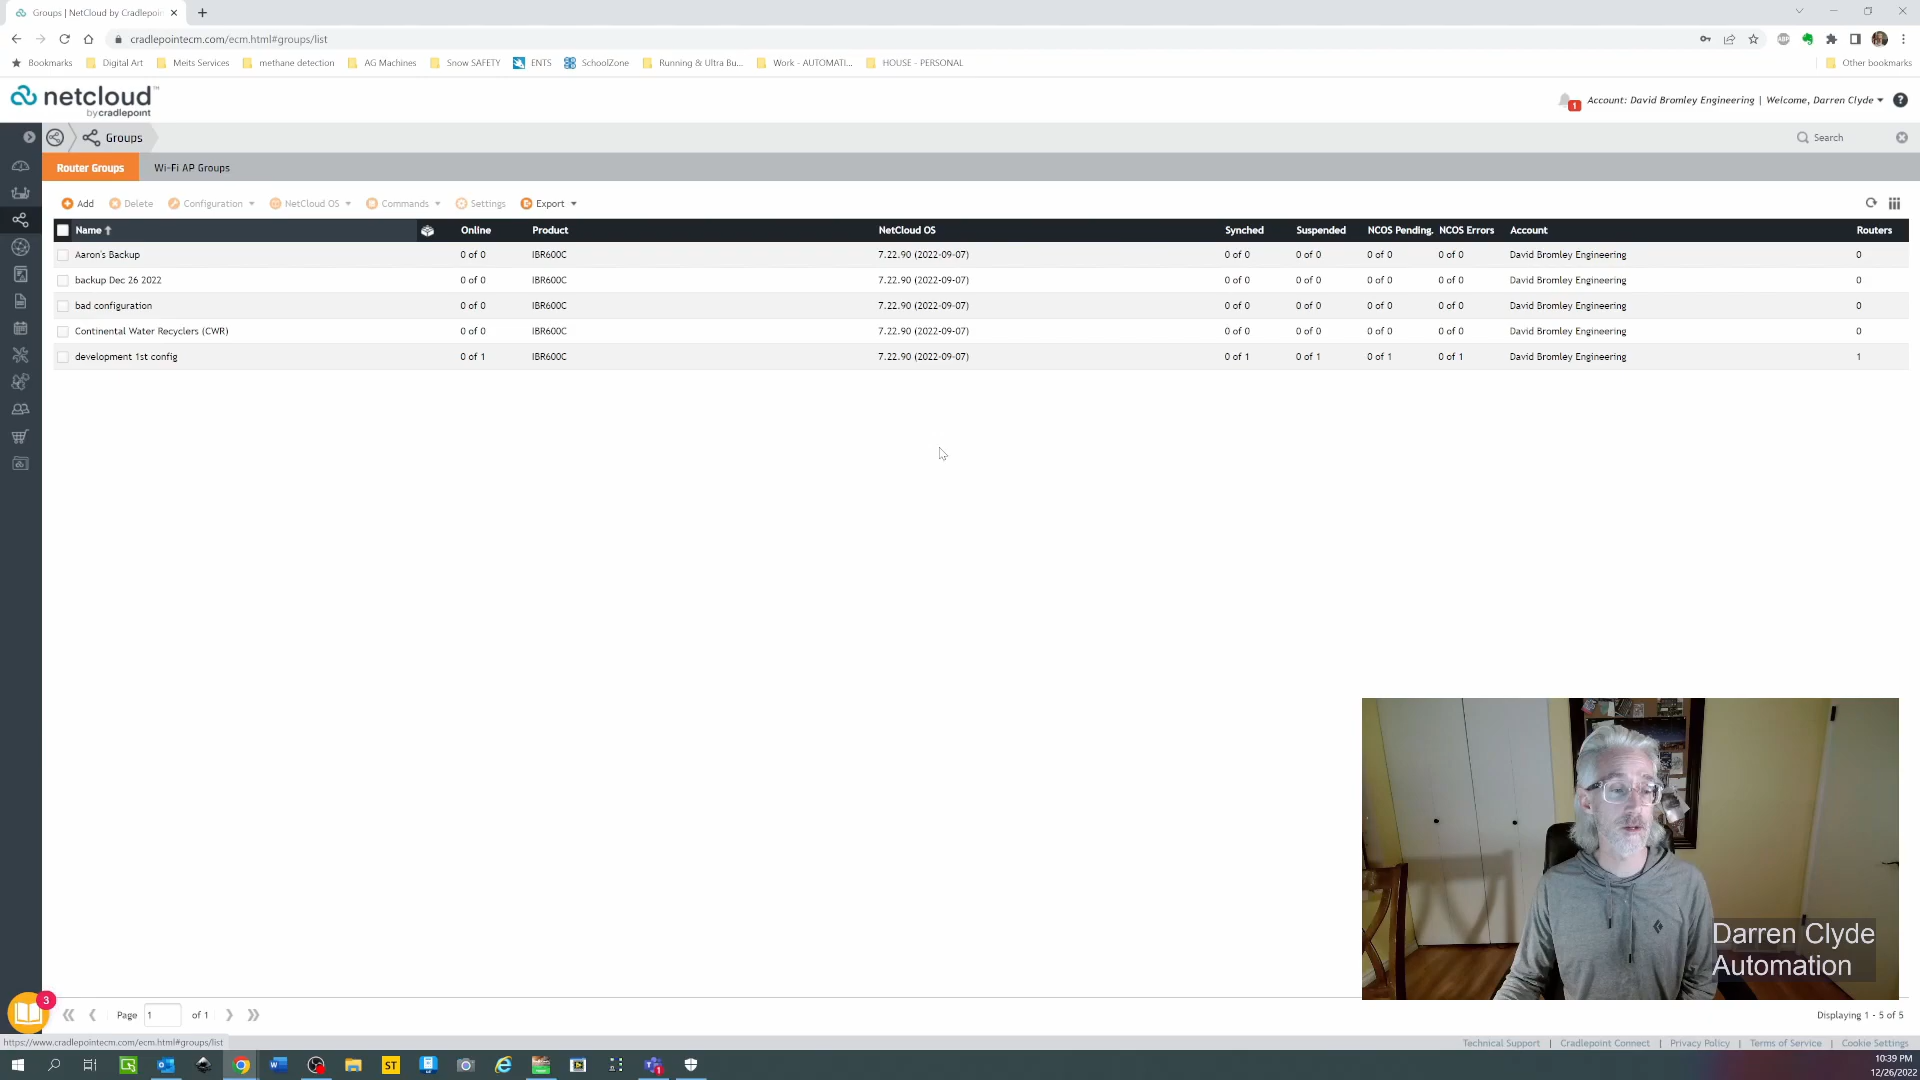 Groups | NetCloud by Cradlepoin
cradlepointecm.com/ecm.html#groups/list
Bookmarks Digital Art Meits Services methane detection AG Machines Snow SAFETY ENTS SchoolZone Running & Ultra Bu... Work - AUTOMATI... HOUSE - PERSONAL Other bookmarks
netcloud™
by cradlepoint
1 Account: David Bromley Engineering | Welcome, Darren Clyde ?
Groups Search
Router Groups Wi-Fi AP Groups
Add Delete Configuration NetCloud OS Commands Settings Export
Name Online Product NetCloud OS Synched Suspended NCOS Pending. NCOS Errors Account Routers
Aaron's Backup 0 of 0 IBR600C 7.22.90 (2022-09-07) 0 of 0 0 of 0 0 of 0 0 of 0 David Bromley Engineering 0
backup Dec 26 2022 0 of 0 IBR600C 7.22.90 (2022-09-07) 0 of 0 0 of 0 0 of 0 0 of 0 David Bromley Engineering 0
bad configuration 0 of 0 IBR600C 7.22.90 (2022-09-07) 0 of 0 0 of 0 0 of 0 0 of 0 David Bromley Engineering 0
Continental Water Recyclers (CWR) 0 of 0 IBR600C 7.22.90 (2022-09-07) 0 of 0 0 of 0 0 of 0 0 of 0 David Bromley Engineering 0
development 1st config 0 of 1 IBR600C 7.22.90 (2022-09-07) 0 of 1 0 of 1 0 of 1 0 of 1 David Bromley Engineering 1
Darren Clyde
Automation
3
Page 1 of 1 Displaying 1 - 5 of 5
https://www.cradlepointecm.com/ecm.html#groups/list Technical Support | Cradlepoint Connect | Privacy Policy | Terms of Service | Cookie Settings
ST
10:39 PM
12/26/2022